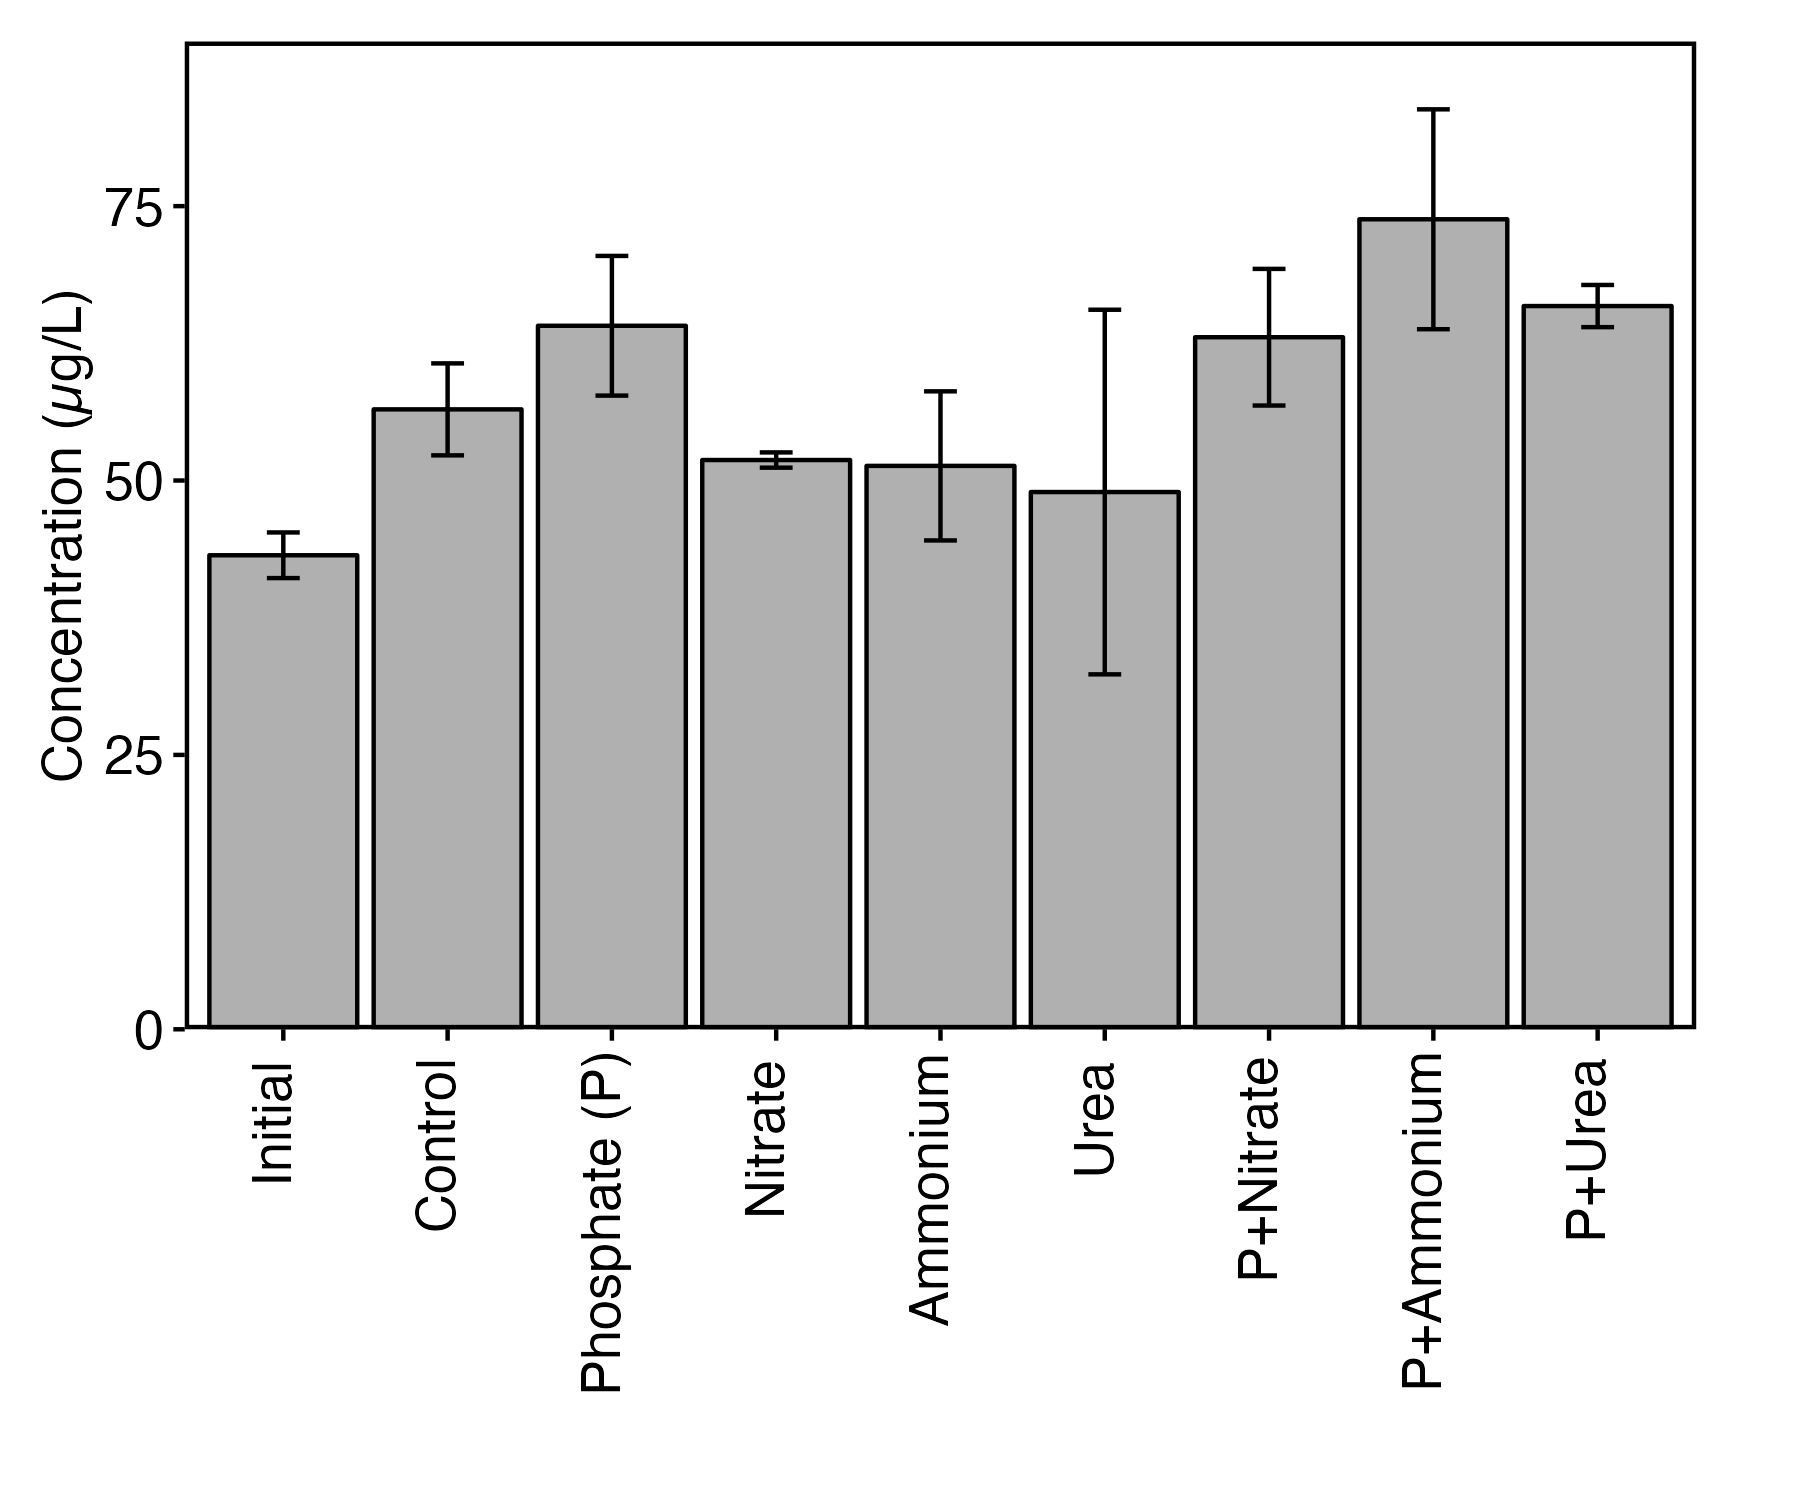 Concentration (µg/L)
75
50
25
0
Initial
Control
Phosphate (P)
Nitrate
Ammonium
Urea
P+Nitrate
P+Ammonium
P+Urea